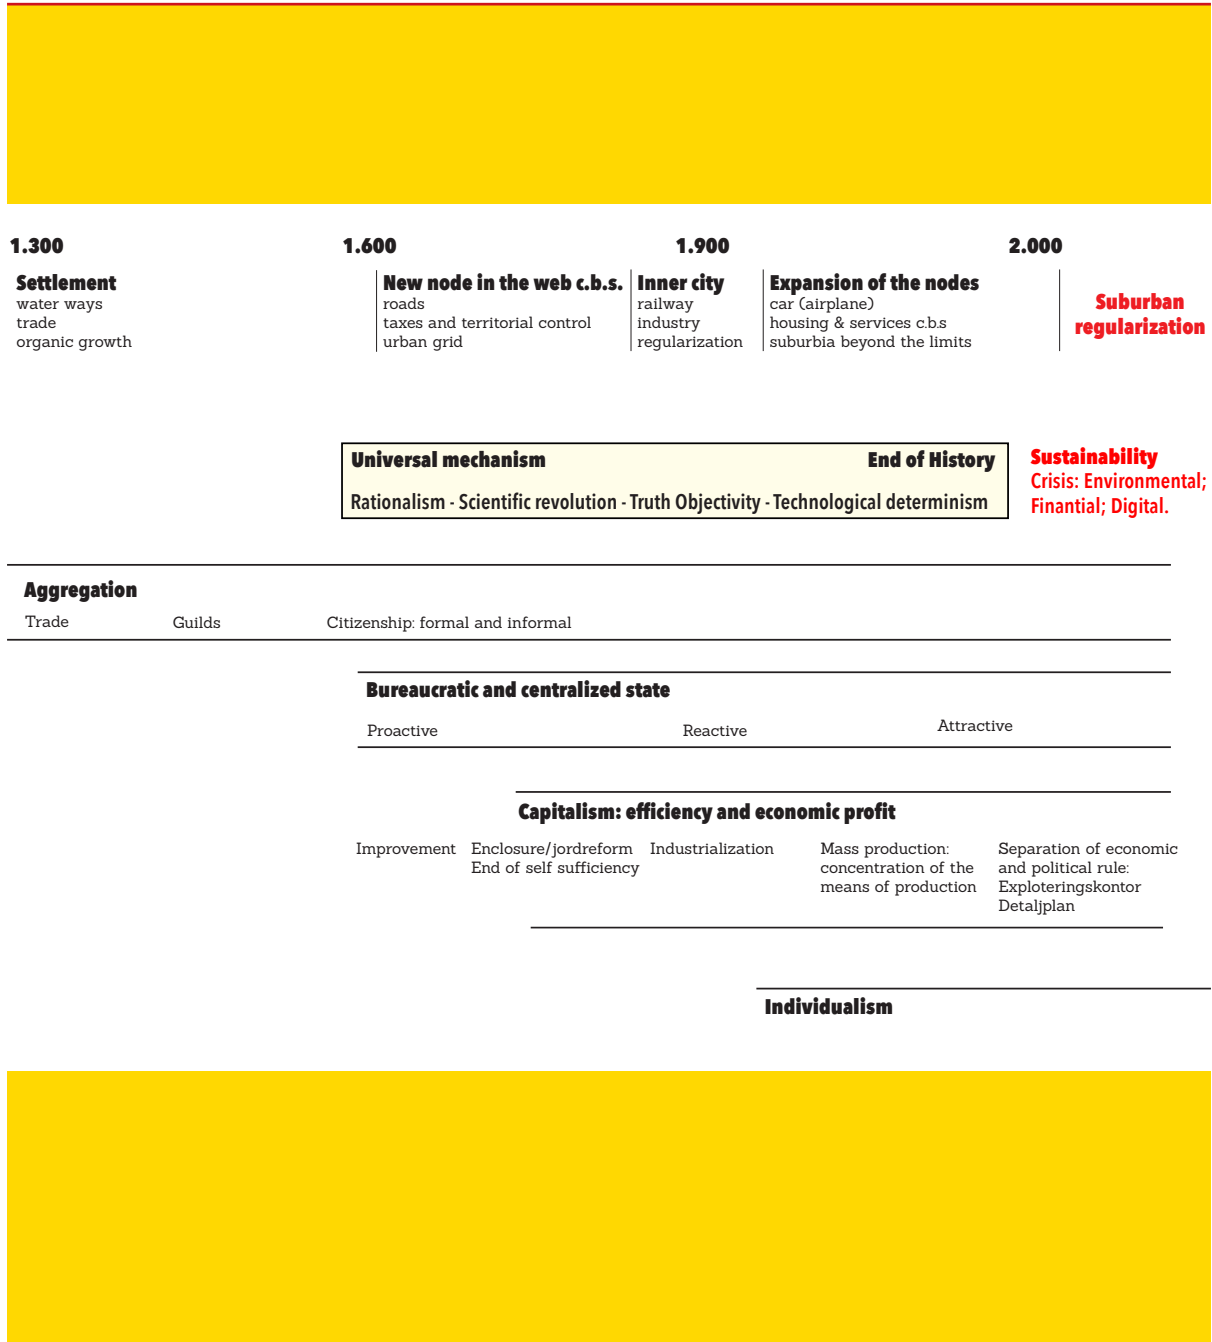 1.300 1.600 1.900 2.000
Settlement
water ways
trade
organic growth
New node in the web c.b.s.
roads
taxes and territorial control
urban grid
Inner city
railway
industry
regularization
Expansion of the nodes
car (airplane)
housing & services c.b.s
suburbia beyond the limits
Suburban
regularization
Universal mechanism End of History
Rationalism - Scientific revolution - Truth Objectivity - Technological determinism
Sustainability
Crisis: Environmental;
Finantial; Digital.
Aggregation
Trade Guilds Citizenship: formal and informal
Bureaucratic and centralized state
Proactive Reactive Attractive
Capitalism: efficiency and economic profit
Improvement
Enclosure/jordreform
End of self sufficiency
Industrialization
Mass production:
concentration of the
means of production
Separation of economic
and political rule:
Exploteringskontor
Detaljplan
Individualism